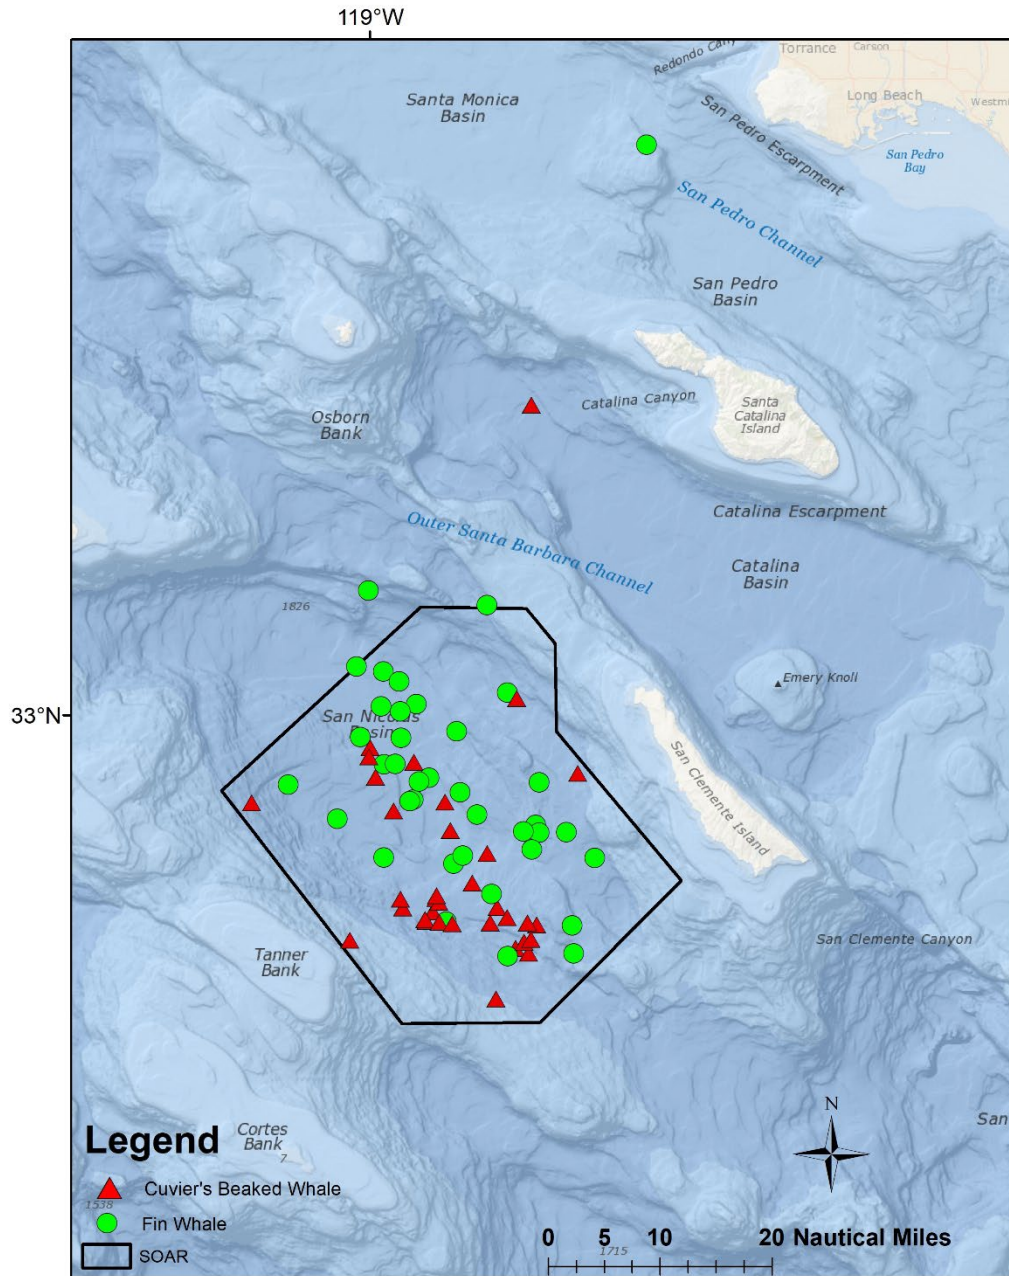 119°W
Redondo Cany
Torrance
Carson
Santa Monica
Basin
Long Beach
Westmi
San Pedro Escarpment
San Pedro
Bay
San Pedro Channel
San Pedro
Basin
Catalina Canyon
Santa
Catalina
Island
Osborn
Bank
Catalina Escarpment
Outer Santa Barbara Channel
Catalina
Basin
1826
Emery Knoll
33°N
San Nicolas
Basin
San Clemente Island
San Clemente Canyon
Tanner
Bank
N
San
Cortes
Bank
7
Legend
Cuvier's Beaked Whale
1538
Fin Whale
SOAR
0 5 10 20 Nautical Miles
1715